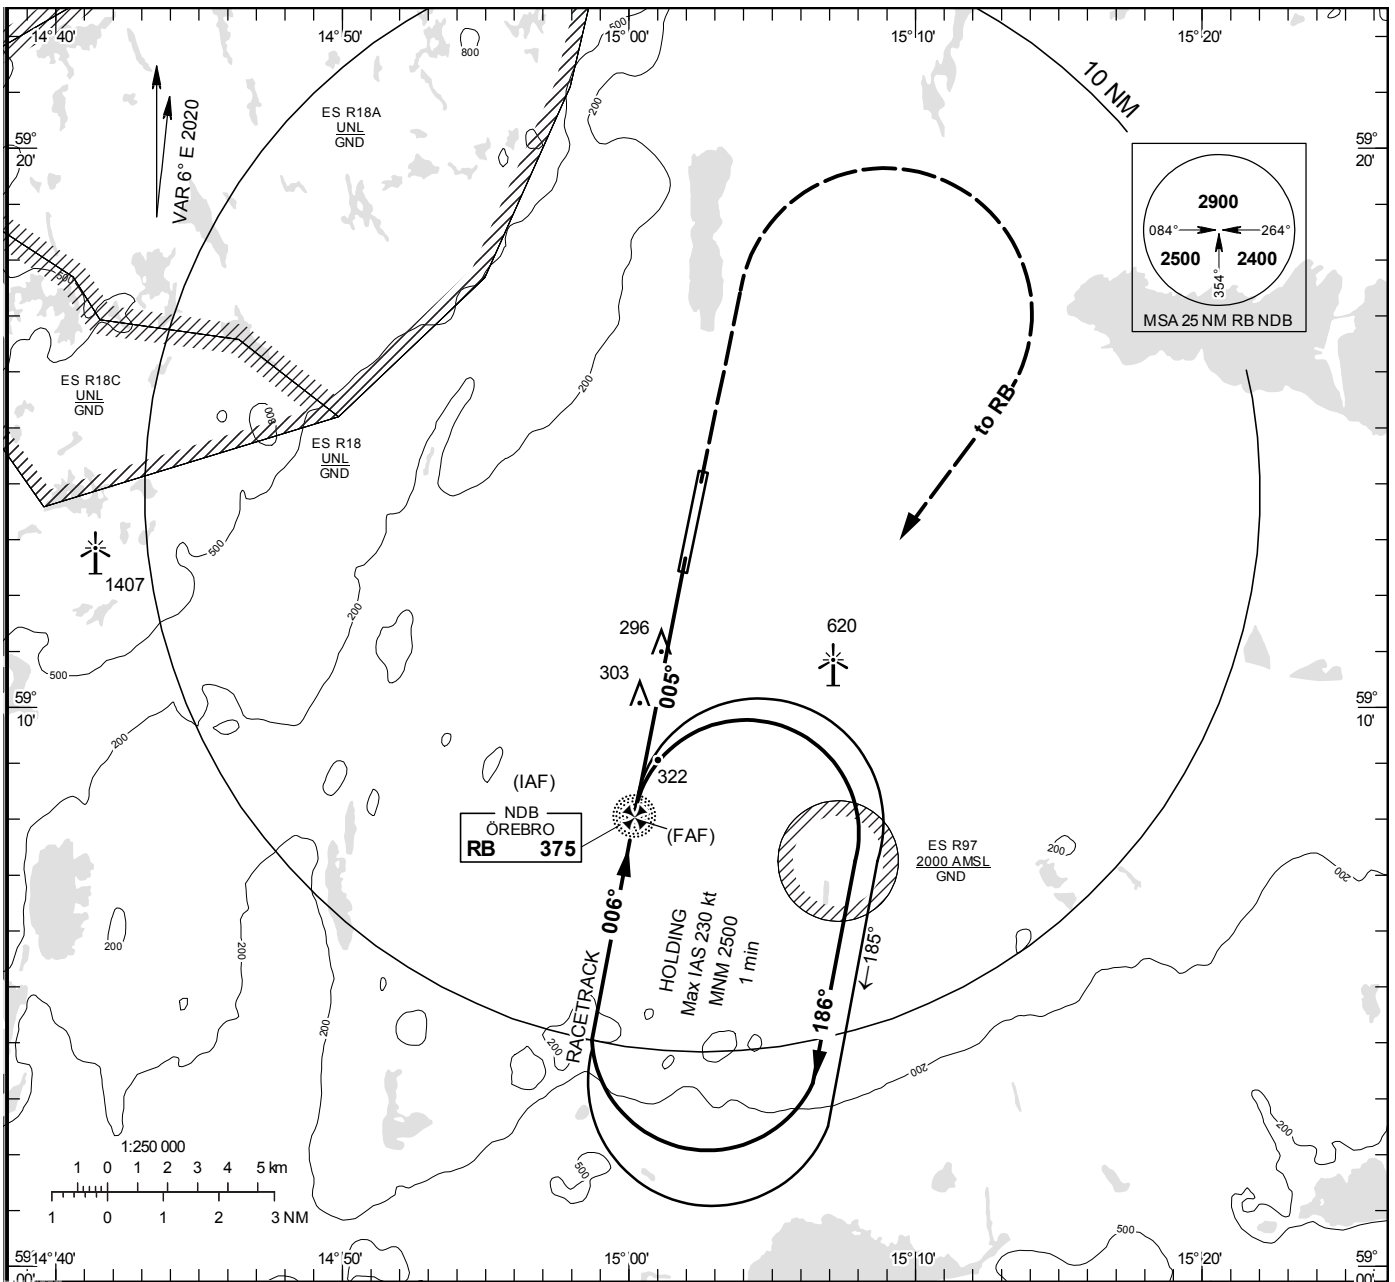 14°40'
14°50'
15°00'
15°10'
15°20'
500
800
200
10 NM
ES R18A
UNL
GND
VAR 6° E 2020
59°
20'
59°
20'
2900
084°
264°
2500
2400
354°
MSA 25 NM RB NDB
500
ES R18C
UNL
GND
800
200
to RB
ES R18
UNL
GND
500
1407
200
296
620
303
005°
500
59°
10'
59°
10'
200
322
(IAF)
NDB
ÖREBRO
RB 375
(FAF)
ES R97
2000 AMSL
GND
200
200
006°
HOLDING
Max IAS 230 kt
MNM 2500
1 min
185°
200
200
RACETRACK
186°
200
200
200
1:250 000
1 0 1 2 3 4 5 km
1 0 1 2 3 NM
500
200
500
59°
00'
14°40'
14°50'
15°00'
15°10'
15°20'
59°
00'